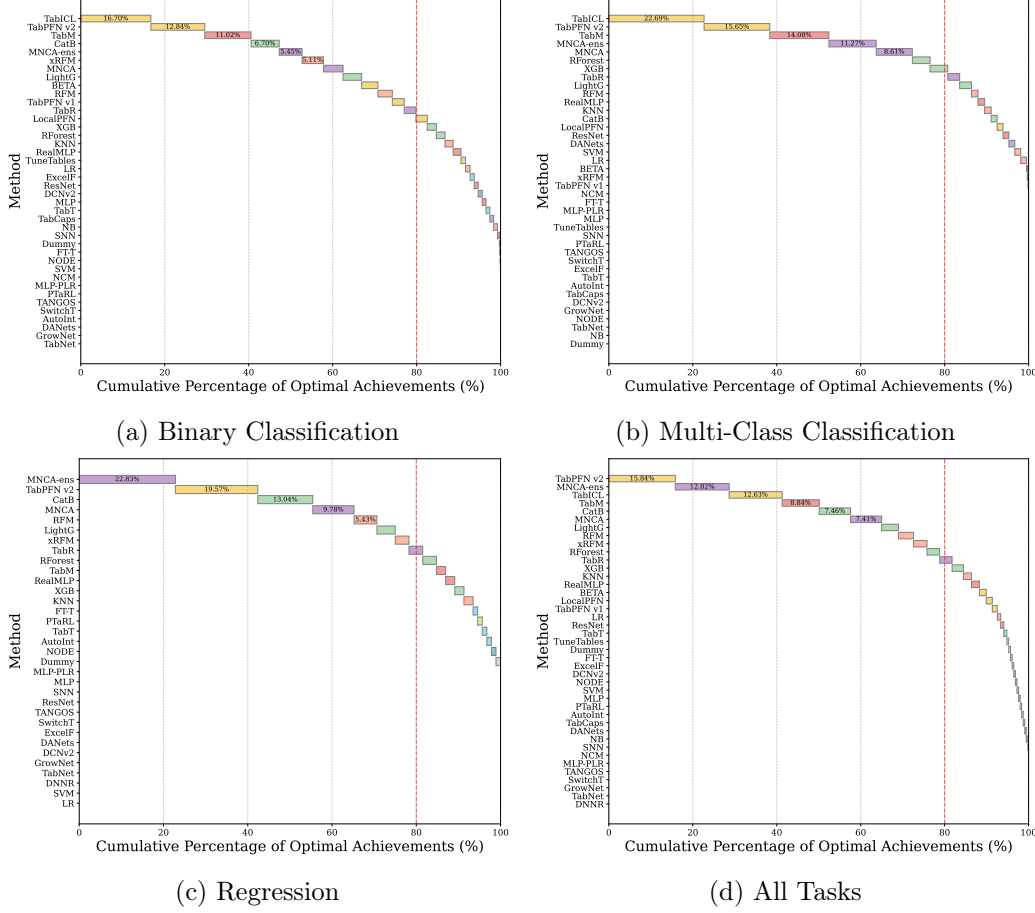 TabICL 16.70%
TabPFN v2 12.84%
TabM 11.02%
CatB 6.70%
MNCA-ens 5.45%
xRFM 5.11%
MNCA
LightG
BETA
RFM
TabPFN v1
TabR
LocalPFN
XGB
RForest
KNN
RealMLP
TuneTables
LR
ExcelF
ResNet
DCNv2
MLP
TabT
TabCaps
NB
SNN
Dummy
FT-T
NODE
SVM
NCM
MLP-PLR
PTaRL
TANGOS
SwitchT
AutoInt
DANets
GrowNet
TabNet
Method
0 20 40 60 80 100
Cumulative Percentage of Optimal Achievements (%)
(a) Binary Classification
TabICL 22.69%
TabPFN v2 15.65%
TabM 14.08%
MNCA-ens 11.27%
MNCA 8.61%
RForest
XGB
TabR
LightG
RFM
RealMLP
KNN
CatB
LocalPFN
ResNet
DANets
SVM
LR
BETA
xRFM
TabPFN v1
NCM
FT-T
MLP-PLR
MLP
TuneTables
SNN
PTaRL
TANGOS
SwitchT
ExcelF
TabT
AutoInt
TabCaps
DCNv2
GrowNet
NODE
TabNet
NB
Dummy
Method
0 20 40 60 80 100
Cumulative Percentage of Optimal Achievements (%)
(b) Multi-Class Classification
MNCA-ens 22.83%
TabPFN v2 19.57%
CatB 13.04%
MNCA 9.78%
RFM 5.43%
LightG
xRFM
TabR
RForest
TabM
RealMLP
XGB
KNN
FT-T
PTaRL
TabT
AutoInt
NODE
Dummy
MLP-PLR
MLP
SNN
ResNet
TANGOS
SwitchT
ExcelF
DANets
DCNv2
GrowNet
TabNet
DNNR
SVM
LR
Method
0 20 40 60 80 100
Cumulative Percentage of Optimal Achievements (%)
(c) Regression
TabPFN v2 15.84%
MNCA-ens 12.82%
TabICL 12.63%
TabM 8.84%
CatB 7.46%
MNCA 7.41%
LightG
RFM
xRFM
RForest
TabR
XGB
KNN
RealMLP
BETA
LocalPFN
TabPFN v1
LR
ResNet
TabT
TuneTables
Dummy
FT-T
ExcelF
DCNv2
NODE
SVM
MLP
PTaRL
AutoInt
TabCaps
DANets
NB
SNN
NCM
MLP-PLR
TANGOS
SwitchT
GrowNet
TabNet
DNNR
Method
0 20 40 60 80 100
Cumulative Percentage of Optimal Achievements (%)
(d) All Tasks